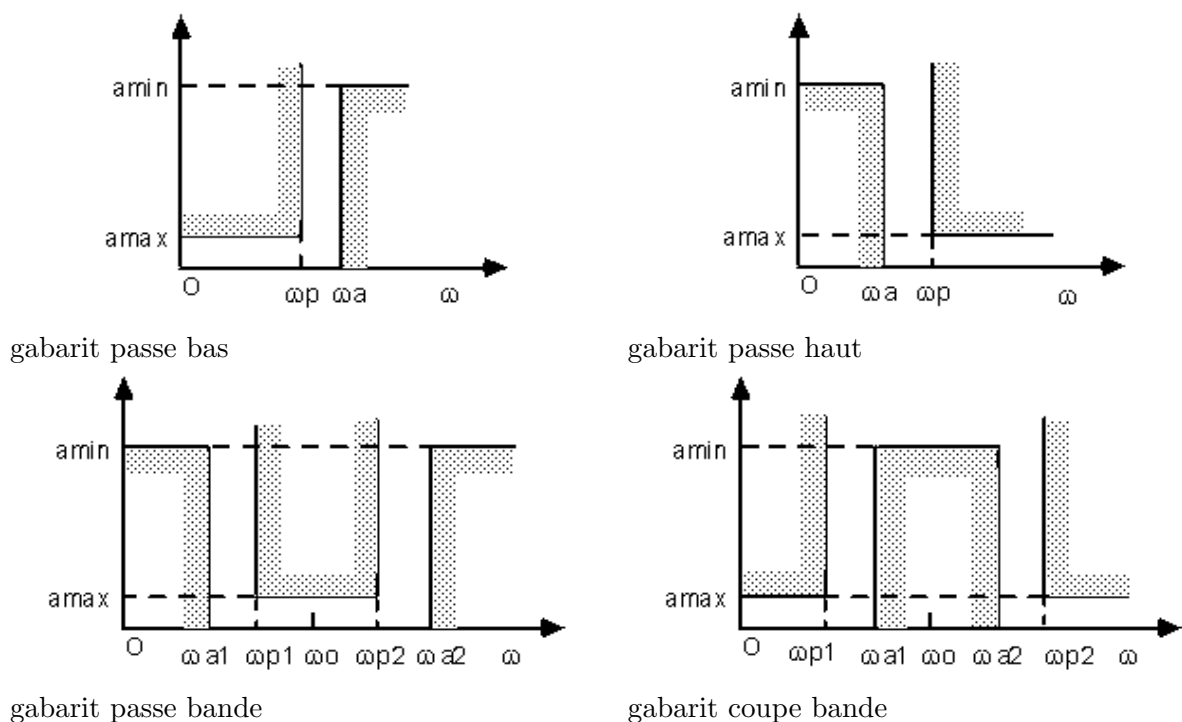 amin
amax
O ωp ωa ω
gabarit passe bas
amin
amax
O ωa ωp ω
gabarit passe haut
amin
amax
O ωa1 ωp1 ωo ωp2 ωa2 ω
gabarit passe bande
amin
amax
O ωp1 ωa1 ωo ωa2 ωp2 ω
gabarit coupe bande